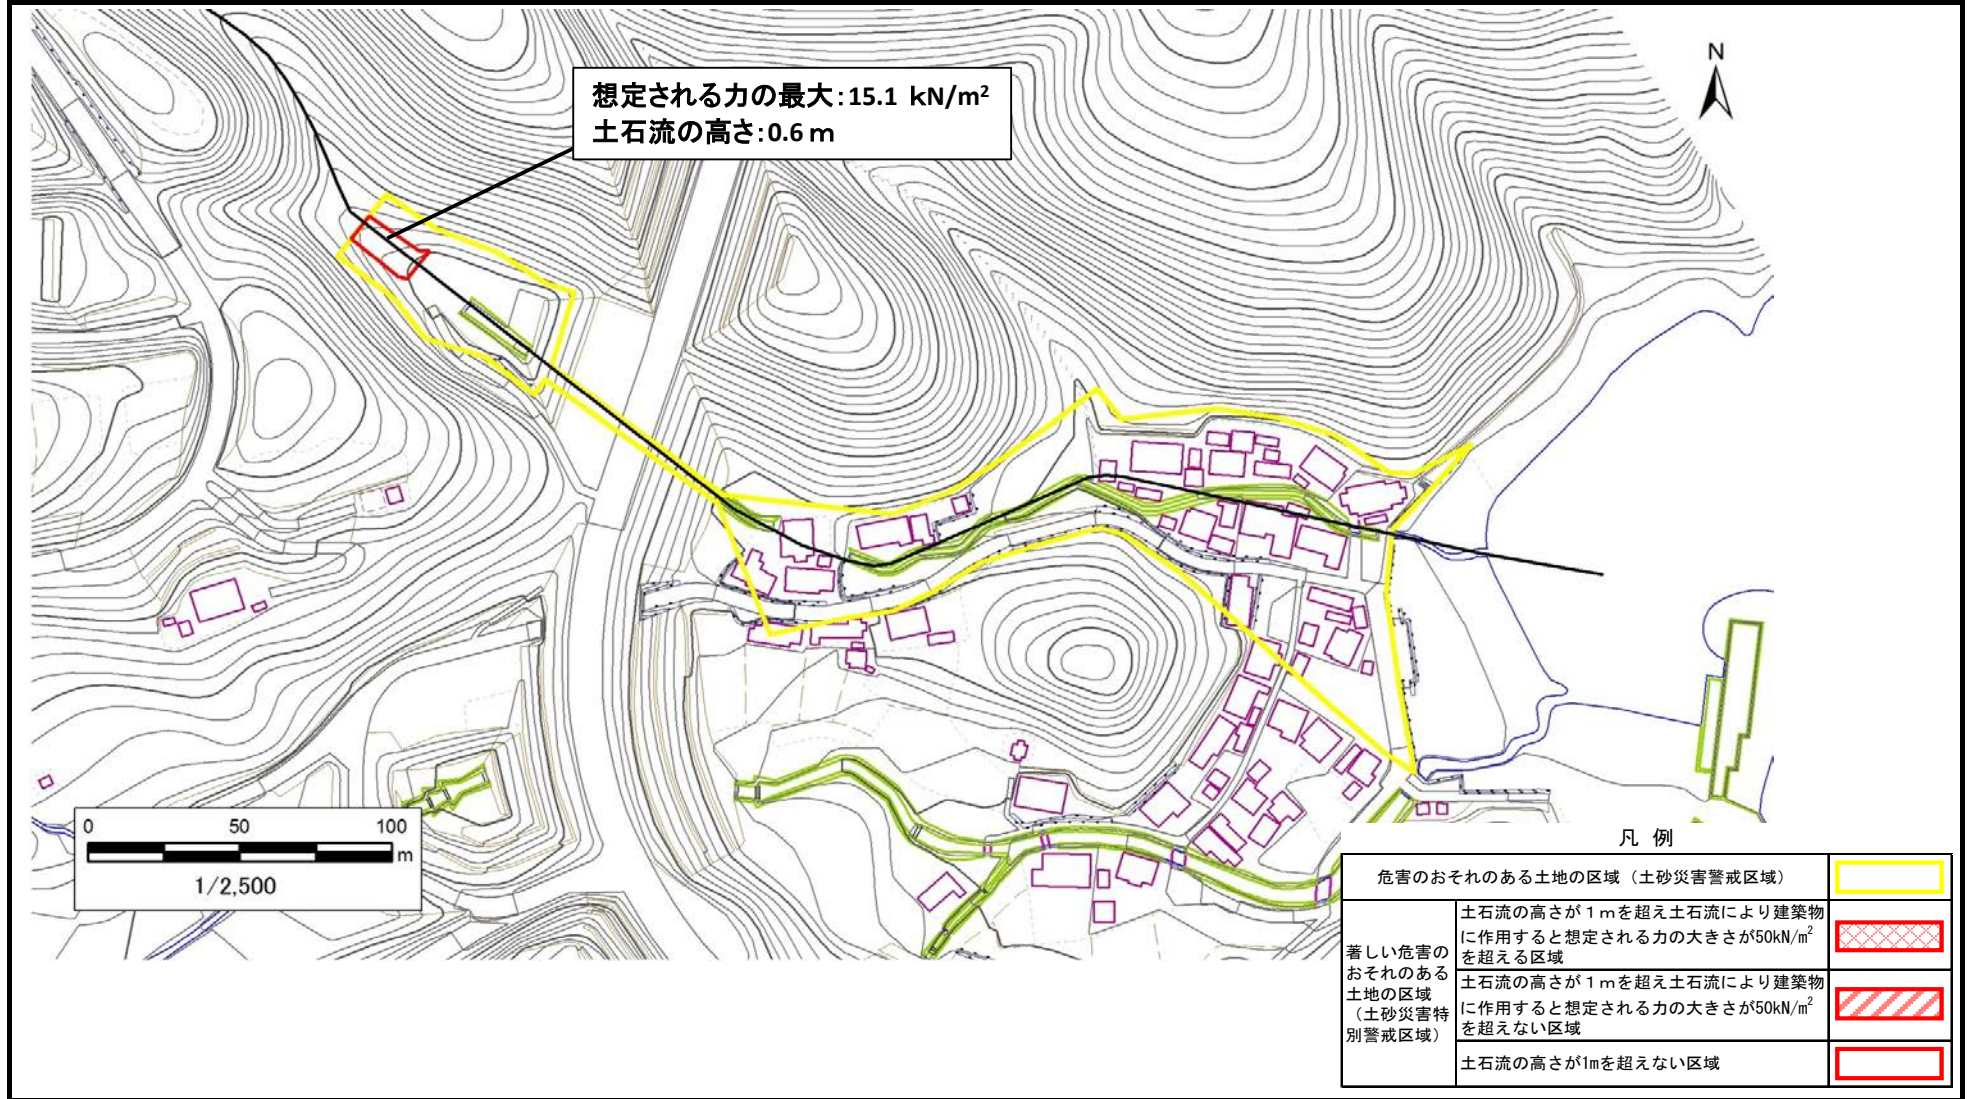 想定される力の最大:15.1 kN/m²
土石流の高さ:0.6 m
N
0 50 100
m
1/2,500
凡 例
危害のおそれのある土地の区域（土砂災害警戒区域）
著しい危害の
おそれのある
土地の区域
（土砂災害特
別警戒区域）
土石流の高さが１ｍを超え土石流により建築物
に作用すると想定される力の大きさが50kN/㎡
を超える区域
土石流の高さが１ｍを超え土石流により建築物
に作用すると想定される力の大きさが50kN/㎡
を超えない区域
土石流の高さが1mを超えない区域